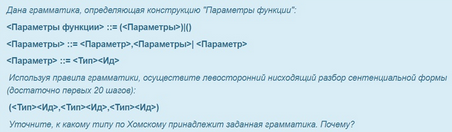 Дана грамматика, определяющая конструкцию "Параметры функции":
<Параметры функции> ::= (<Параметры>)|()
<Параметры> ::= <Параметр>,<Параметры>| <Параметр>
<Параметр> ::= <Тип><Ид>
Используя правила грамматики, осуществите левосторонний нисходящий разбор сентенциальной формы
(достаточно первых 20 шагов):
(<Тип><Ид>,<Тип><Ид>,<Тип><Ид>)
Уточните, к какому типу по Хомскому принадлежит заданная грамматика. Почему?